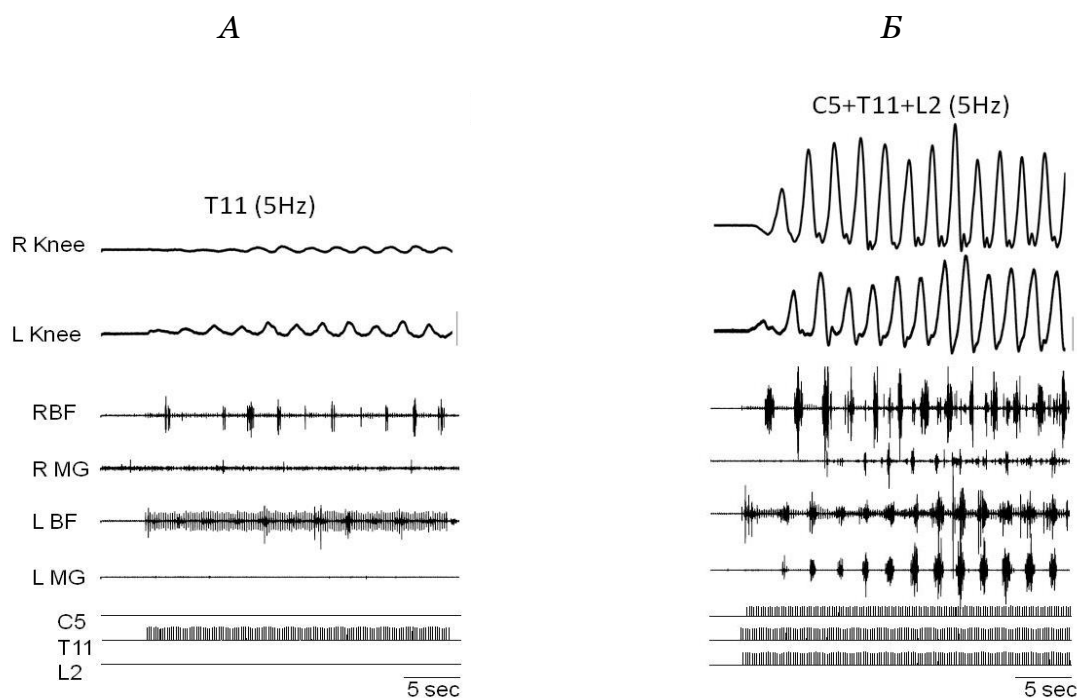 А
Б
C5+T11+L2 (5Hz)
T11 (5Hz)
R Knee
L Knee
RBF
R MG
L BF
L MG
C5
T11
L2
5 sec
5 sec